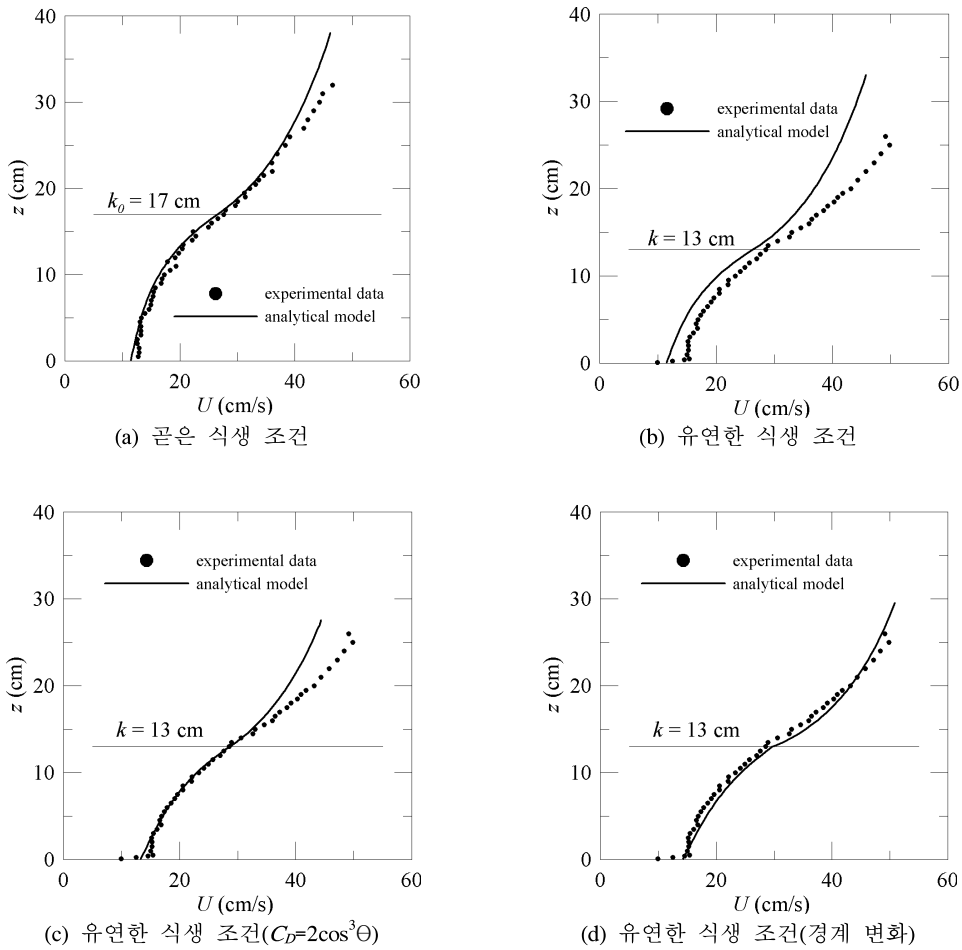 40
30
20
10
0
z (cm)
k0 = 17 cm
experimental data
analytical model
0
20
40
60
U (cm/s)
(a) 곧은 식생 조건
40
30
20
10
0
z (cm)
experimental data
analytical model
k = 13 cm
0
20
40
60
U (cm/s)
(b) 유연한 식생 조건
40
30
20
10
0
z (cm)
experimental data
analytical model
k = 13 cm
0
20
40
60
U (cm/s)
(c) 유연한 식생 조건(CD=2cos³Θ)
40
30
20
10
0
z (cm)
experimental data
analytical model
k = 13 cm
0
20
40
60
U (cm/s)
(d) 유연한 식생 조건(경계 변화)